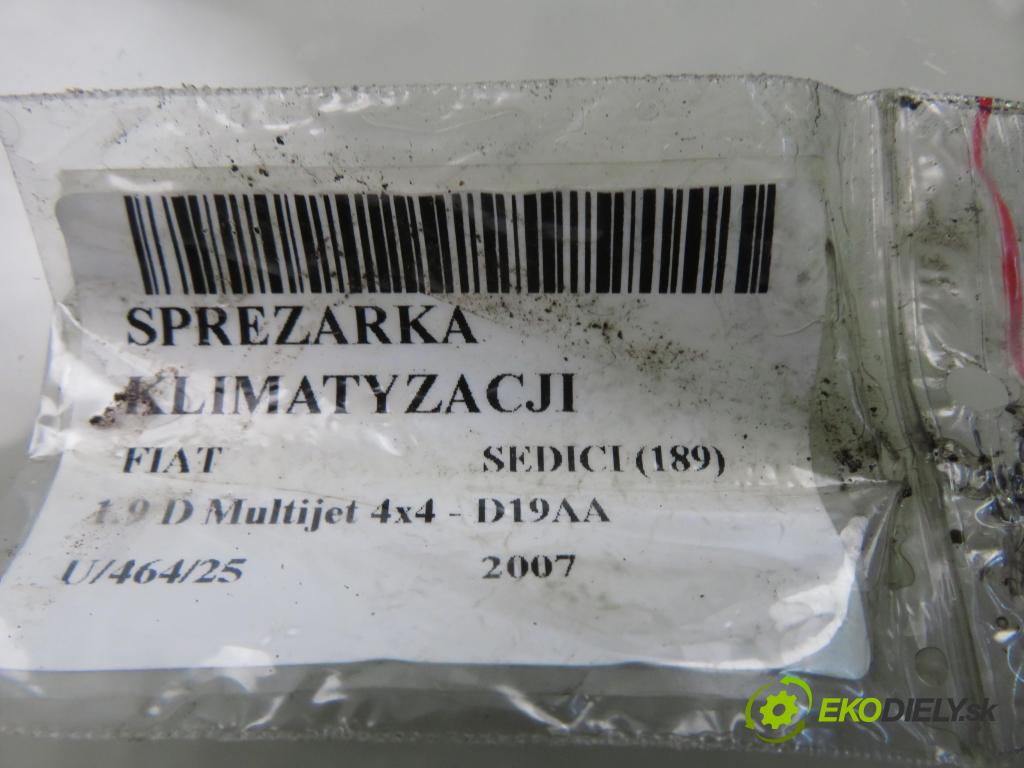 SPREZARKA
KLIMATYZACJI
FIAT SEDICI (189)
1.9 D Multijet 4x4 - D19AA
U/464/25 2007
EKODIELY.sk